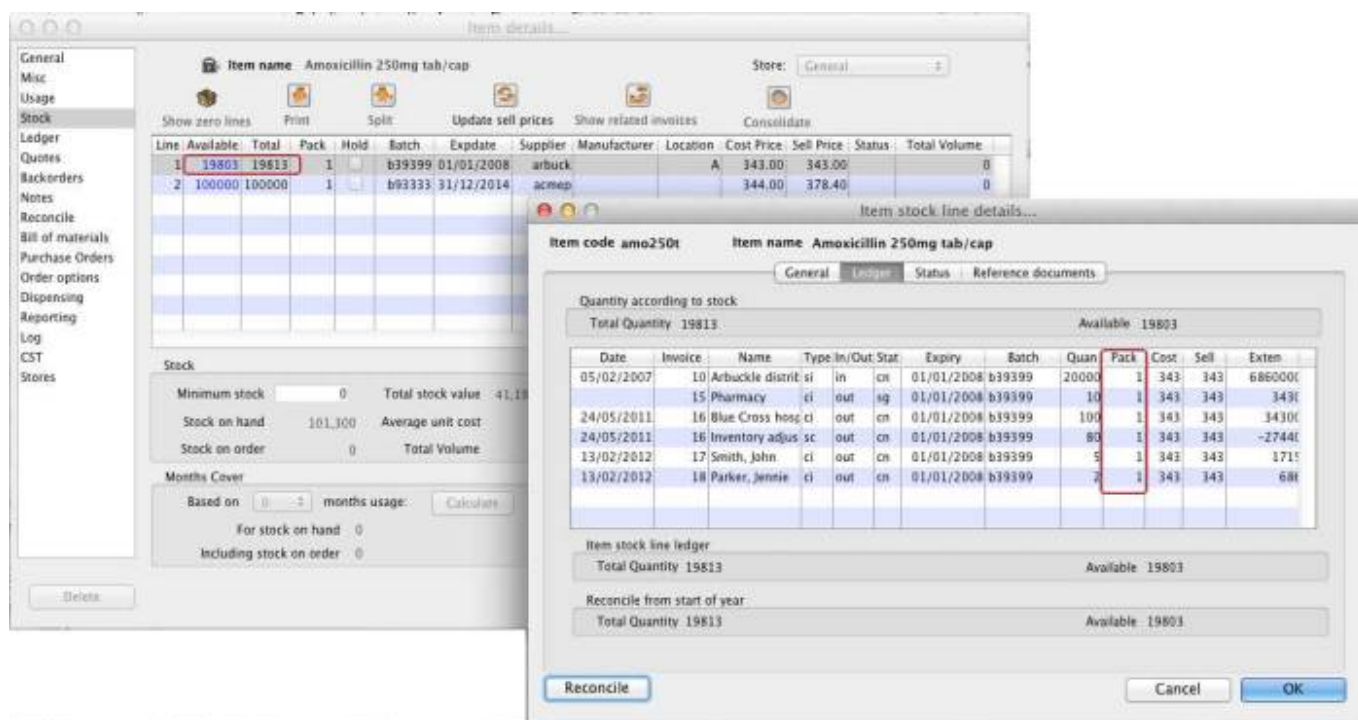 Item details...
General
Misc
Usage
Stock
Ledger
Quotes
Backorders
Notes
Reconcile
Bill of materials
Purchase Orders
Order options
Dispensing
Reporting
Log
CST
Stores
Delete
Item name Amoxicillin 250mg tab/cap Store: General
Show zero lines Print Split Update sell prices Show related invoices Consolidate
Line Available Total Pack Hold Batch Expdate Supplier Manufacturer Location Cost Price Sell Price Status Total Volume
1 19803 19813 1 b39399 01/01/2008 arbuck A 343.00 343.00 0
2 100000 100000 1 b93333 31/12/2014 acmep 344.00 378.40 0
Stock
Minimum stock 0 Total stock value 41,19
Stock on hand Average unit cost
Stock on order 0 Total Volume
Months Cover
Based on 0 months usage: Calculate
For stock on hand 0
Including stock on order 0
Item stock line details...
Item code amo250t Item name Amoxicillin 250mg tab/cap
General Ledger Status Reference documents
Quantity according to stock
Total Quantity 19813 Available 19803
Date Invoice Name Type In/Out Stat Expiry Batch Quan Pack Cost Sell Exten
05/02/2007 10 Arbuckle distrib si in cn 01/01/2008 b39399 20000 1 343 343 6860000
15 Pharmacy ci out sg 01/01/2008 b39399 10 1 343 343 3430
24/05/2011 16 Blue Cross hosp ci out cn 01/01/2008 b39399 100 1 343 343 34300
24/05/2011 16 Inventory adjus sc out cn 01/01/2008 b39399 80 1 343 343 -27440
13/02/2012 17 Smith, John ci out cn 01/01/2008 b39399 5 1 343 343 1715
13/02/2012 18 Parker, Jennie ci out cn 01/01/2008 b39399 2 1 343 343 686
Item stock line ledger
Total Quantity 19813 Available 19803
Reconcile from start of year
Total Quantity 19813 Available 19803
Reconcile Cancel OK